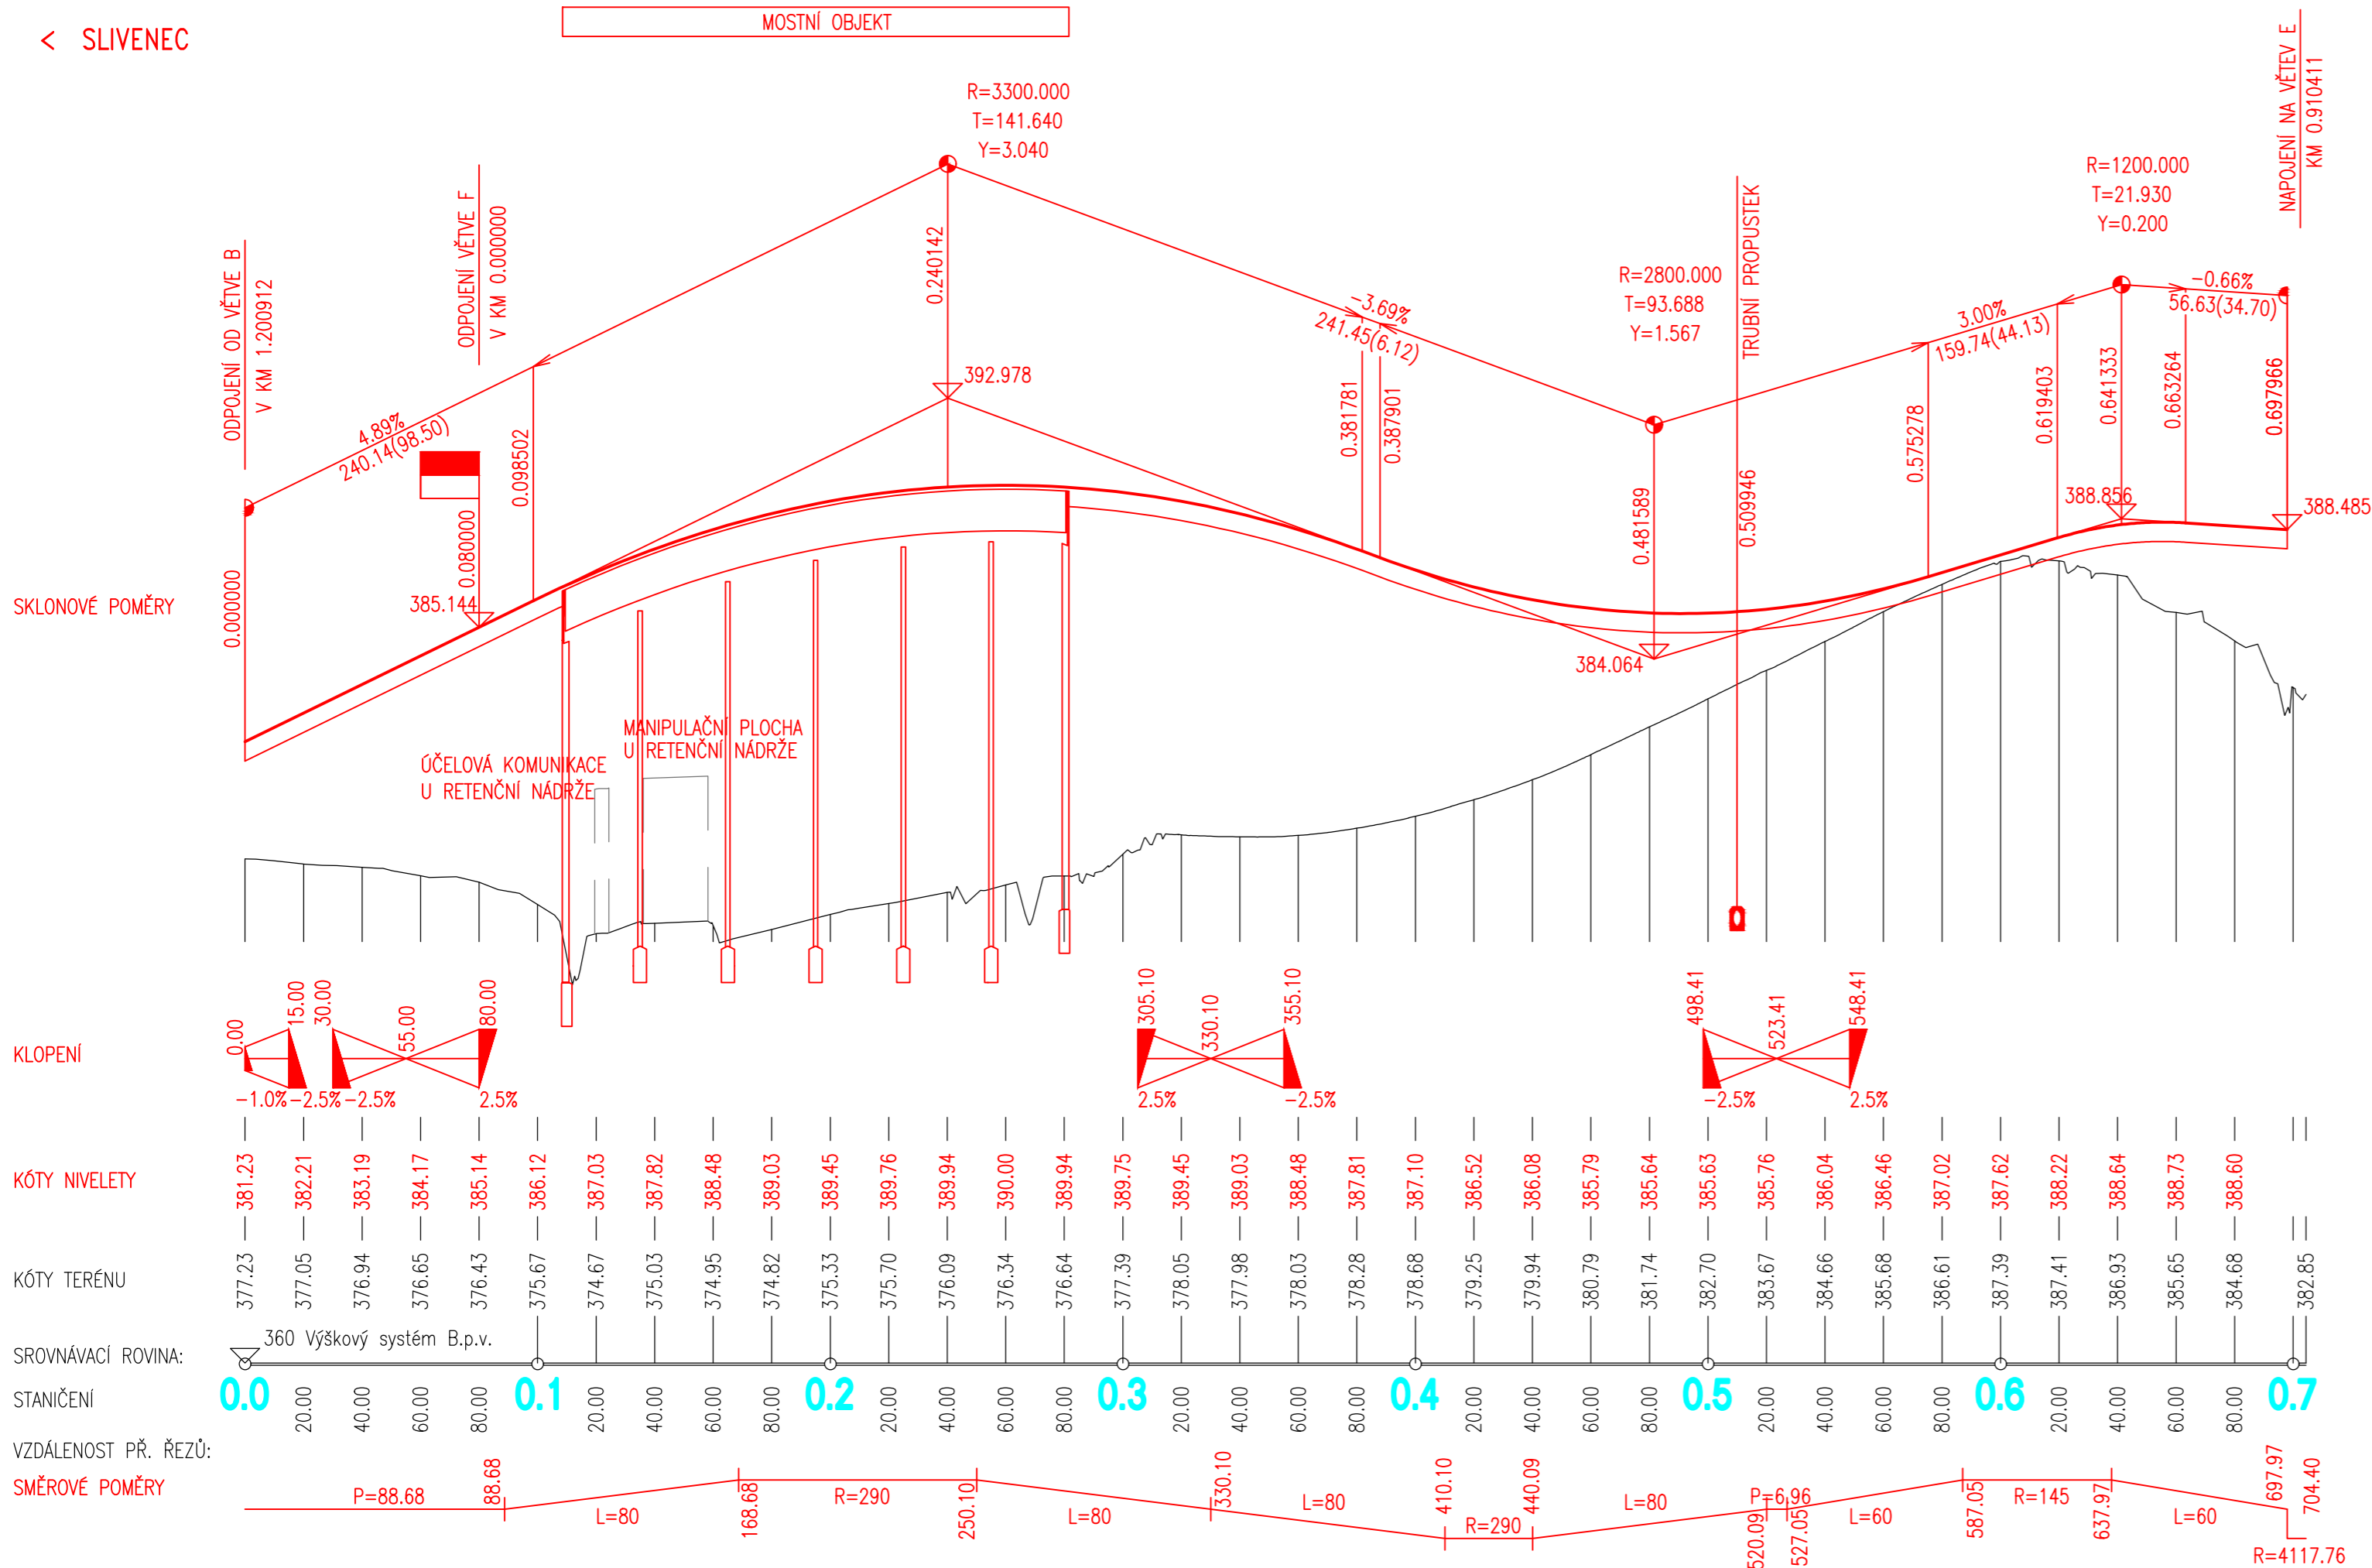 < SLIVENEC
MOSTNÍ OBJEKT
R=3300.000
T=141.640
Y=3.040
R=2800.000
T=93.688
Y=1.567
R=1200.000
T=21.930
Y=0.200
NAPOJENÍ NA VĚTEV E
KM 0.910411
ODPOJENÍ OD VĚTVE B
V KM 1.200912
ODPOJENÍ VĚTVE F
V KM 0.000000
TRUBNÍ PROPUSTEK
4.89%
240.14(98.50)
-3.69%
241.45(6.12)
3.00%
159.74(44.13)
-0.66%
56.63(34.70)
0.000000
0.080000
0.098502
0.240142
0.381781
0.387901
0.481589
0.509946
0.575278
0.619403
0.641333
0.663264
0.697966
385.144
392.978
384.064
388.856
388.485
SKLONOVÉ POMĚRY
MANIPULAČNÍ PLOCHA
U RETENČNÍ NÁDRŽE
ÚČELOVÁ KOMUNIKACE
U RETENČNÍ NÁDRŽE
KLOPENÍ
0.00 15.00 30.00 55.00 80.00 305.10 330.10 355.10 498.41 523.41 548.41
-1.0% -2.5% -2.5% 2.5% 2.5% -2.5% -2.5% 2.5%
KÓTY NIVELETY
381.23 382.21 383.19 384.17 385.14 386.12 387.03 387.82 388.48 389.03 389.45 389.76 389.94 390.00 389.94 389.75 389.45 389.03 388.48 387.81 387.10 386.52 386.08 385.79 385.64 385.63 385.76 386.04 386.46 387.02 387.62 388.22 388.64 388.73 388.60
KÓTY TERÉNU
377.23 377.05 376.94 376.65 376.43 375.67 374.67 375.03 374.95 374.82 375.33 375.70 376.09 376.34 376.64 377.39 378.05 377.98 378.03 378.28 378.68 379.25 379.94 380.79 381.74 382.70 383.67 384.66 385.68 386.61 387.39 387.41 386.93 385.65 384.68 382.85
360 Výškový systém B.p.v.
SROVNÁVACÍ ROVINA:
STANIČENÍ
0.0 20.00 40.00 60.00 80.00 0.1 20.00 40.00 60.00 80.00 0.2 20.00 40.00 60.00 80.00 0.3 20.00 40.00 60.00 80.00 0.4 20.00 40.00 60.00 80.00 0.5 20.00 40.00 60.00 80.00 0.6 20.00 40.00 60.00 80.00 0.7
VZDÁLENOST PŘ. ŘEZŮ:
SMĚROVÉ POMĚRY
P=88.68 88.68 L=80 168.68 R=290 250.10 L=80 330.10 L=80 410.10 R=290 440.09 L=80 520.09 P=6.96 527.05 L=60 587.05 R=145 637.97 L=60 697.97 704.40
R=4117.76